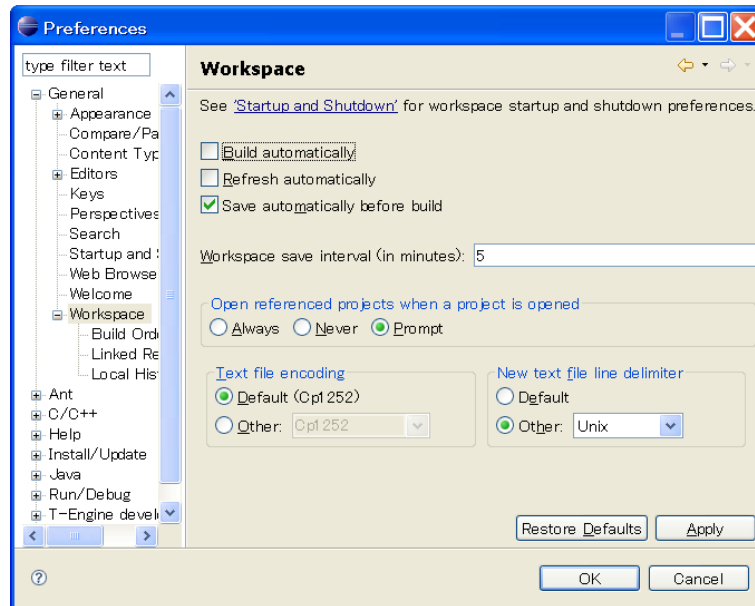 Preferences
type filter text
General
Appearance
Compare/Pa
Content Typ
Editors
Keys
Perspectives
Search
Startup and
Web Browse
Welcome
Workspace
Build Orde
Linked Re
Local His
Ant
C/C++
Help
Install/Update
Java
Run/Debug
T-Engine devel
Workspace
See 'Startup and Shutdown' for workspace startup and shutdown preferences.
Build automatically
Refresh automatically
Save automatically before build
Workspace save interval (in minutes): 5
Open referenced projects when a project is opened
Always Never Prompt
Text file encoding
Default (Cp1252)
Other: Cp1252
New text file line delimiter
Default
Other: Unix
Restore Defaults Apply
OK Cancel